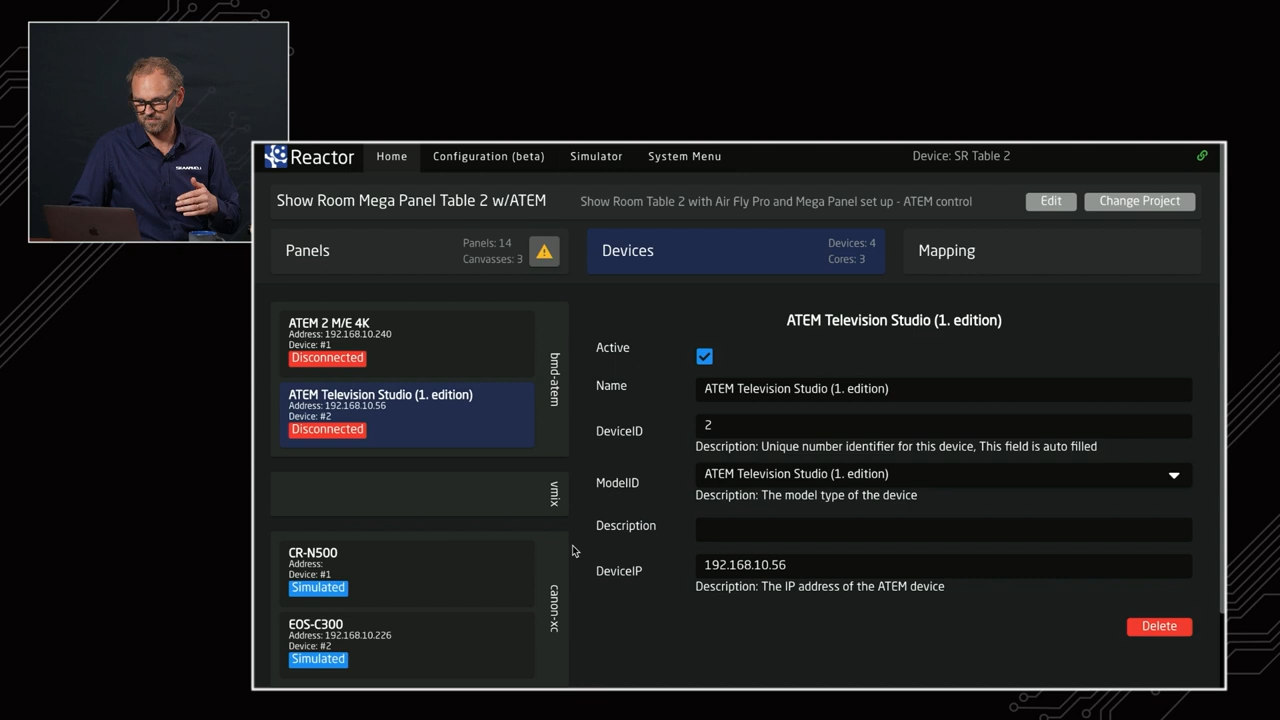 SKAARHOJ
Reactor
Home
Configuration (beta)
Simulator
System Menu
Device: SR Table 2
Show Room Mega Panel Table 2 w/ATEM
Show Room Table 2 with Air Fly Pro and Mega Panel set up - ATEM control
Edit
Change Project
Panels
Panels: 14
Canvasses: 3
Devices
Devices: 4
Cores: 3
Mapping
ATEM 2 M/E 4K
Address: 192.168.10.240
Device: #1
Disconnected
ATEM Television Studio (1. edition)
Address: 192.168.10.56
Device: #2
Disconnected
bmd-atem
vmix
CR-N500
Address:
Device: #1
Simulated
EOS-C300
Address: 192.168.10.226
Device: #2
Simulated
canon-xc
ATEM Television Studio (1. edition)
Active
Name
ATEM Television Studio (1. edition)
DeviceID
2
Description: Unique number identifier for this device, This field is auto filled
ModelID
ATEM Television Studio (1. edition)
Description: The model type of the device
Description
DeviceIP
192.168.10.56
Description: The IP address of the ATEM device
Delete